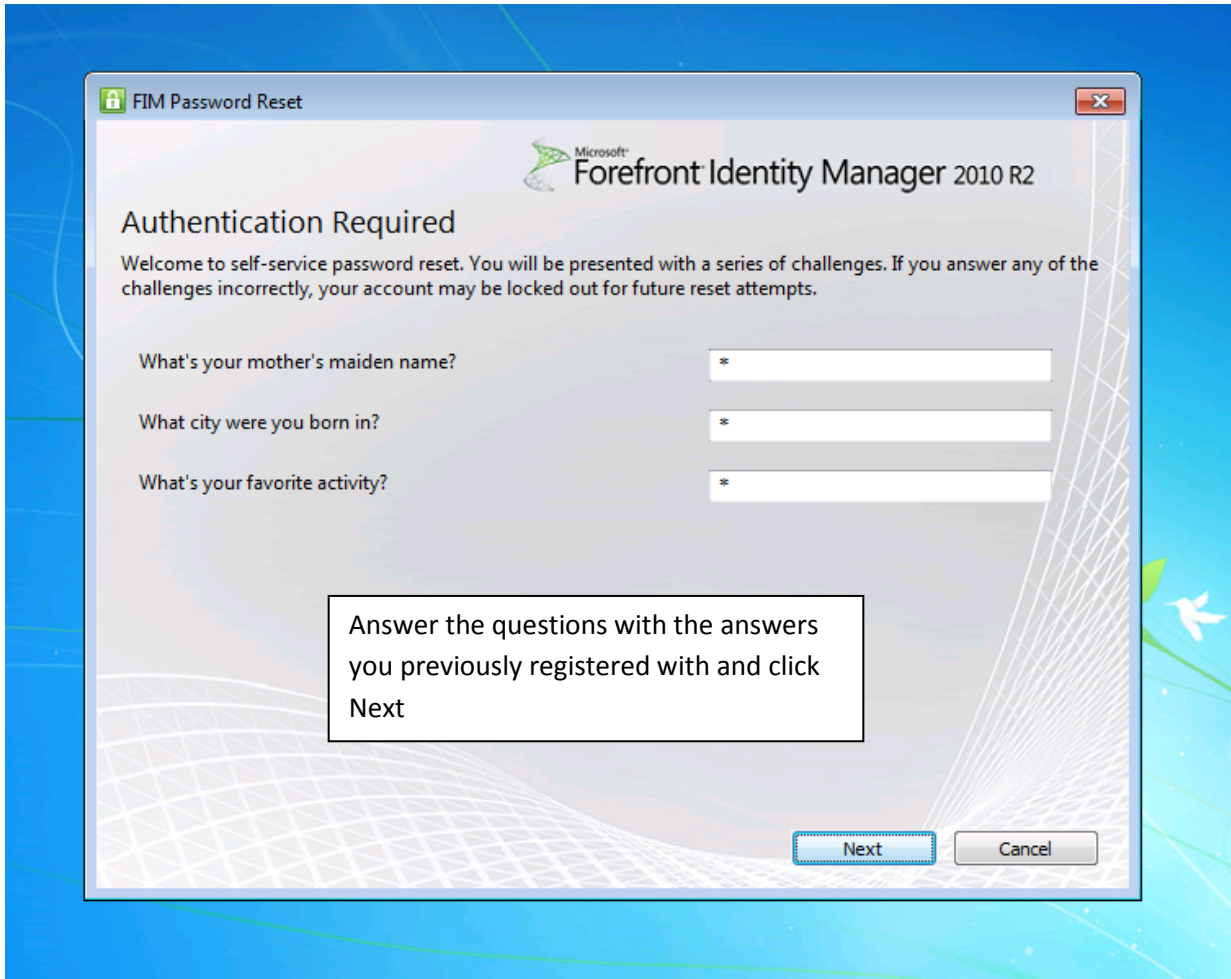 FIM Password Reset
Microsoft
Forefront Identity Manager 2010 R2
Authentication Required
Welcome to self-service password reset. You will be presented with a series of challenges. If you answer any of the
challenges incorrectly, your account may be locked out for future reset attempts.
What's your mother's maiden name? *
What city were you born in? *
What's your favorite activity? *
Answer the questions with the answers
you previously registered with and click
Next
Next Cancel